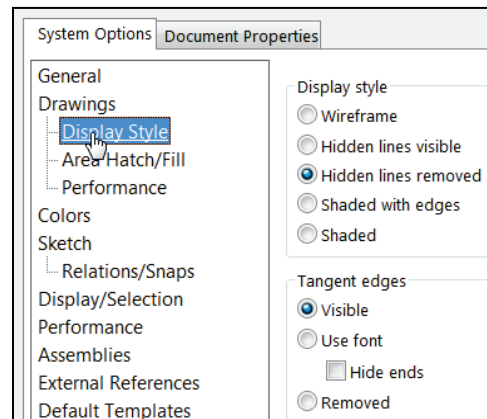 System Options
Document Properties
General
Drawings
Display Style
Area Hatch/Fill
Performance
Colors
Sketch
Relations/Snaps
Display/Selection
Performance
Assemblies
External References
Default Templates
Display style
Wireframe
Hidden lines visible
Hidden lines removed
Shaded with edges
Shaded
Tangent edges
Visible
Use font
Hide ends
Removed